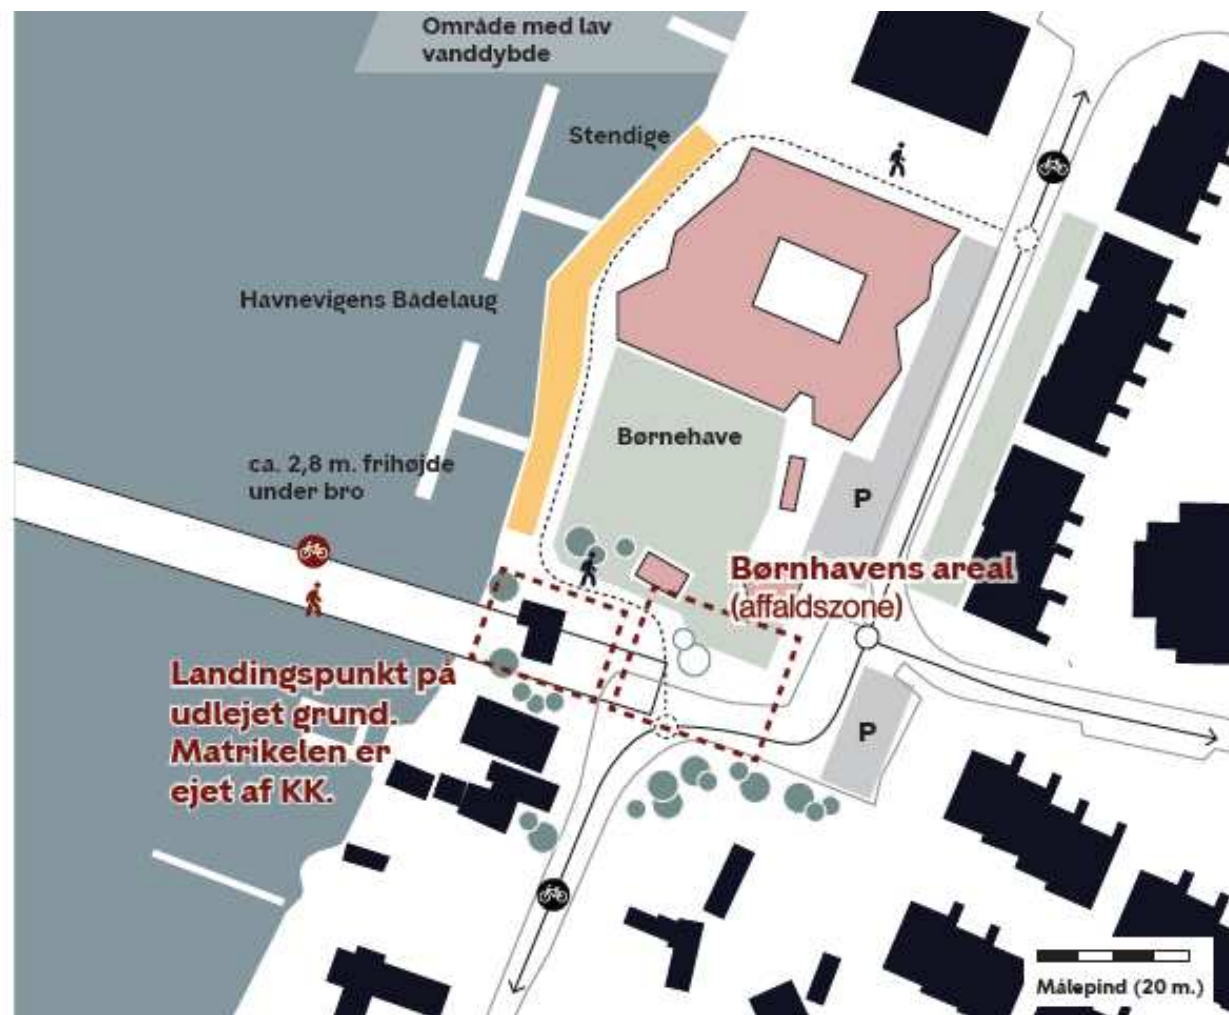 Område med lav
vanddybde
Stendige
Havnevigens Bådelaug
Børnehave
ca. 2,8 m. frihøjde
under bro
P
Børnhavens areal
(affaldszone)
Landingspunkt på
udlejet grund.
Matrikelen er
ejet af KK.
P
Målepind (20 m.)